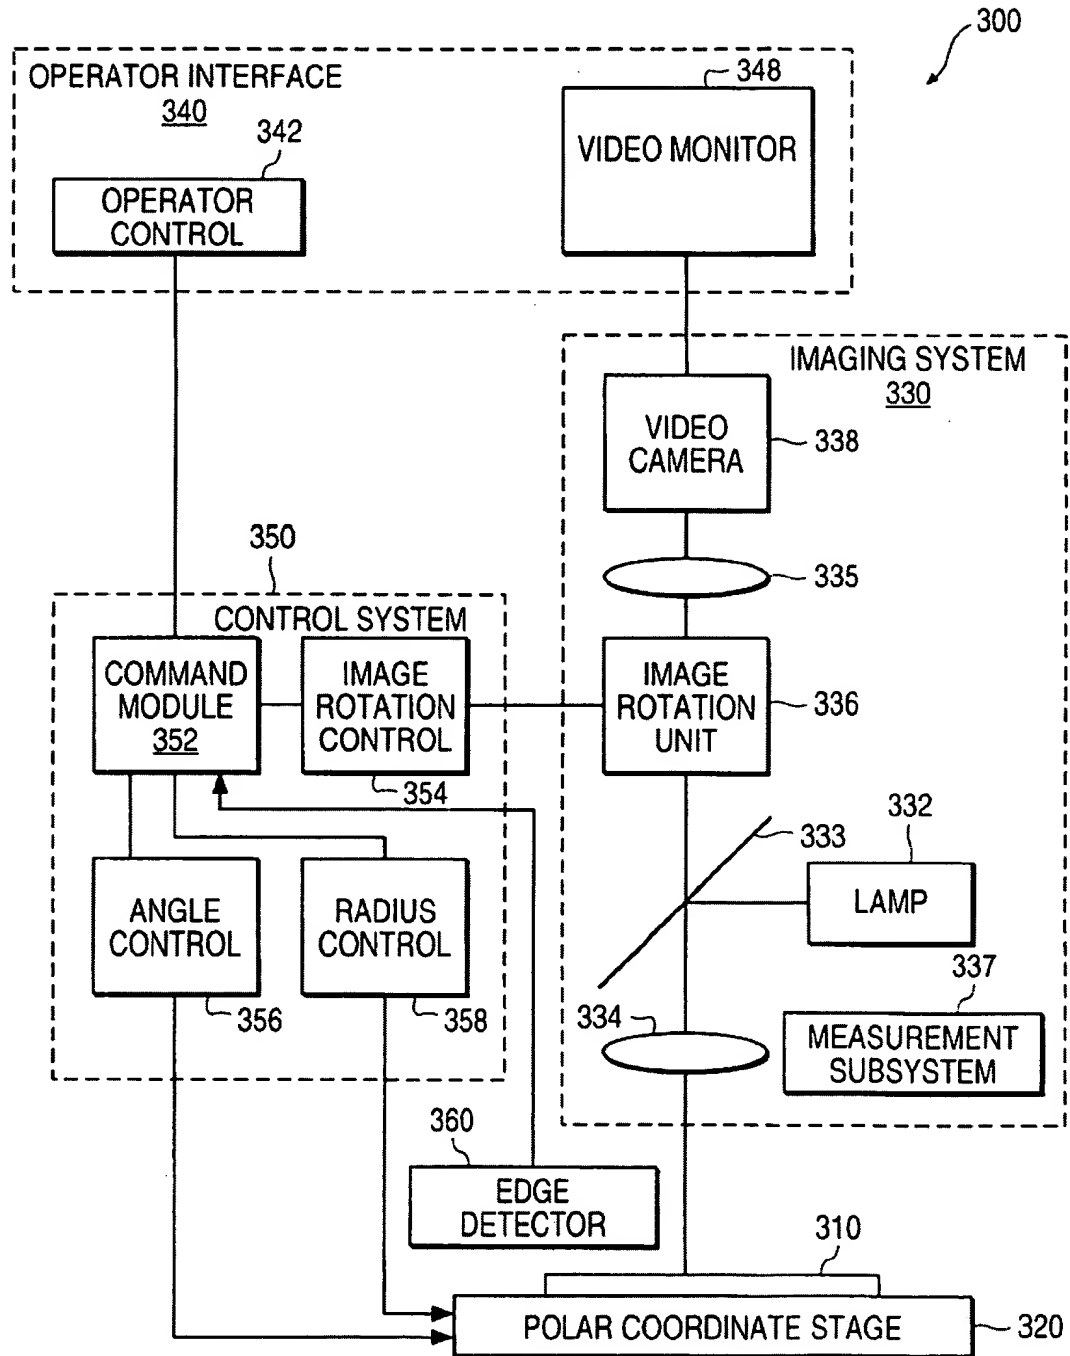 300
OPERATOR INTERFACE
340
348
VIDEO MONITOR
342
OPERATOR
CONTROL
IMAGING SYSTEM
330
VIDEO
CAMERA
338
335
350
CONTROL SYSTEM
COMMAND
MODULE
352
IMAGE
ROTATION
CONTROL
354
IMAGE
ROTATION
UNIT
336
333
332
LAMP
ANGLE
CONTROL
356
RADIUS
CONTROL
358
334
337
MEASUREMENT
SUBSYSTEM
360
EDGE
DETECTOR
310
POLAR COORDINATE STAGE
320